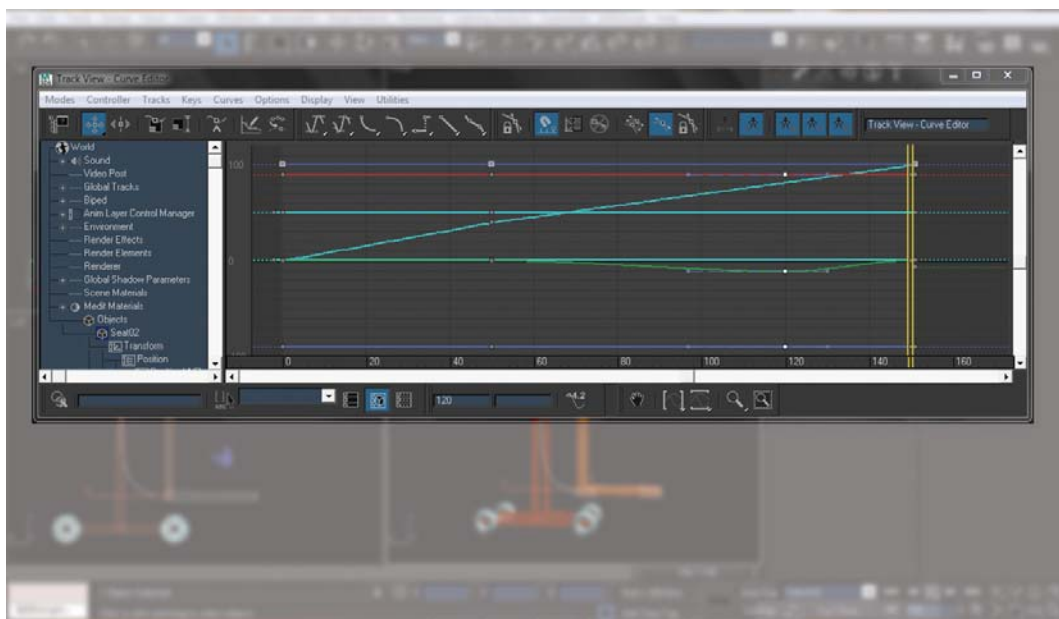 Track View - Curve Editor
Modes Controller Tracks Keys Curves Options Display View Utilities
Track View - Curve Editor
World
Sound
Video Post
Global Tracks
Biped
Anim Layer Control Manager
Environment
Render Effects
Render Elements
Renderer
Global Shadow Parameters
Scene Materials
Medit Materials
Objects
Seat02
Transform
Position
100
0
0 20 40 60 80 100 120 140 160
120